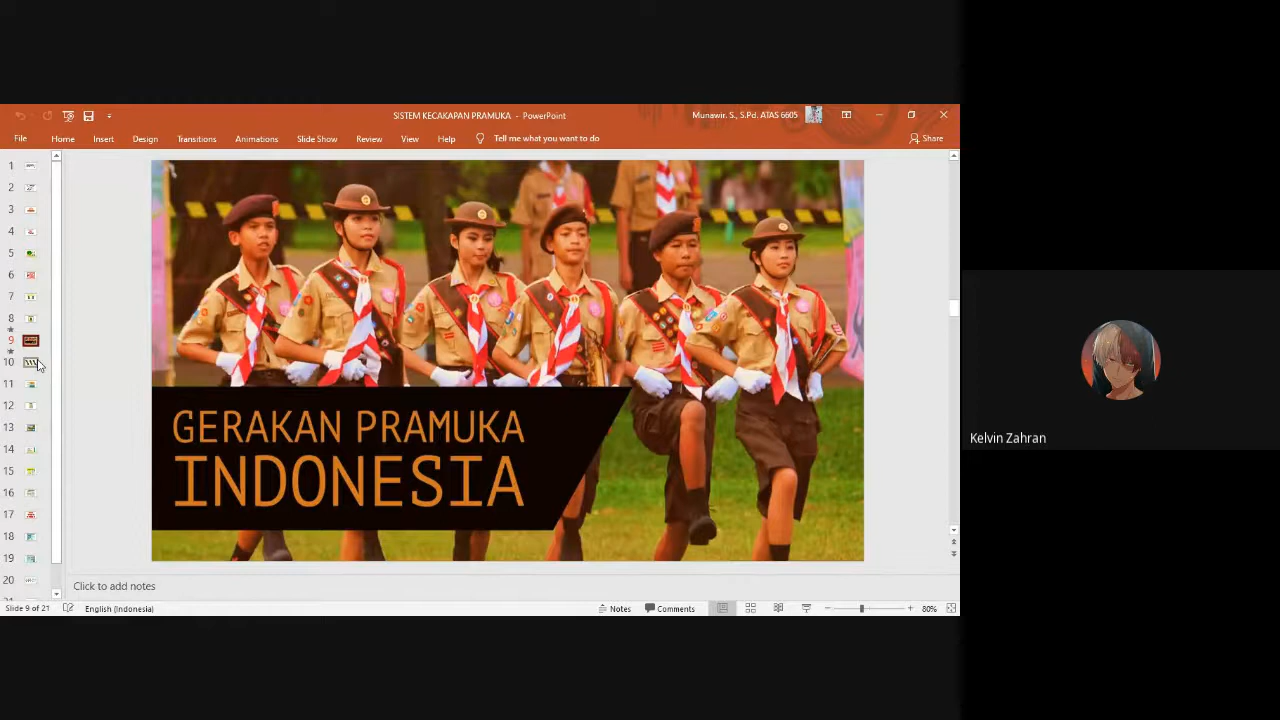 SISTEM KECAKAPAN PRAMUKA - PowerPoint
Munawir. S., S.Pd. ATAS 6605
File Home Insert Design Transitions Animations Slide Show Review View Help Tell me what you want to do Share
1
2
3
4
5
6
7
8
9
10
11
12
13
14
15
16
17
18
19
20
GERAKAN PRAMUKA
INDONESIA
Click to add notes
Slide 9 of 21 English (Indonesia) Notes Comments 80%
Kelvin Zahran